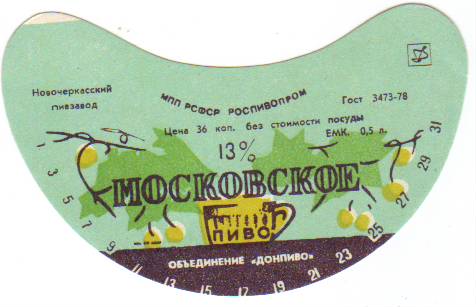 МПП РСФСР РОСПИВОПРОМ
Новочеркасский
пивзавод
Гост 3473-78
Цена 36 коп. без стоимости посуды
ЕМК. 0,5 л.
13%
МОСКОВСКОЕ
ПИВО
ОБЪЕДИНЕНИЕ «ДОНПИВО»
1 3 5 7 9 11 13 15 17 19 21 23 25 27 29 31